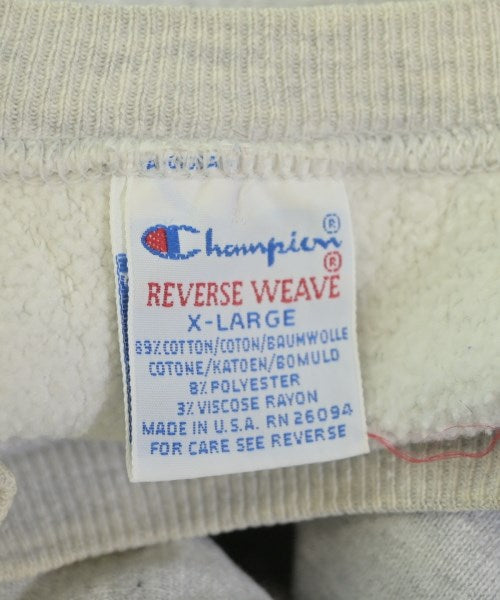 Champion®
®
REVERSE WEAVE
X-LARGE
89% COTTON/COTON/BAUMWOLLE
COTONE/KATOEN/BOMULD
8% POLYESTER
3% VISCOSE RAYON
MADE IN U.S.A. RN 26094
FOR CARE SEE REVERSE